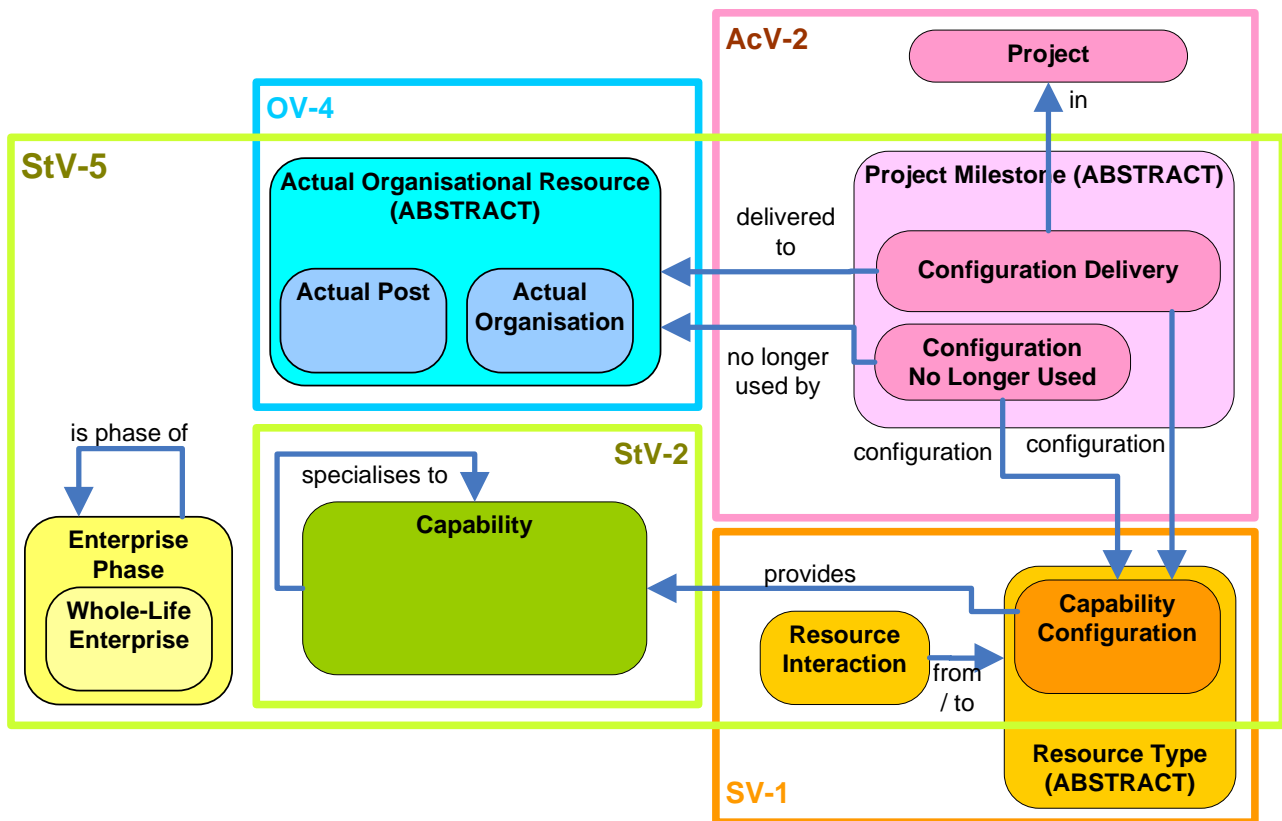 AcV-2
Project
in
OV-4
StV-5
Actual Organisational Resource
(ABSTRACT)
Project Milestone (ABSTRACT)
delivered
to
Configuration Delivery
Actual Post
Actual
Organisation
no longer
used by
Configuration
No Longer Used
is phase of
StV-2
configuration
configuration
specialises to
Capability
Enterprise
Phase
Whole-Life
Enterprise
provides
Capability
Configuration
Resource
Interaction
from
/ to
Resource Type
(ABSTRACT)
SV-1